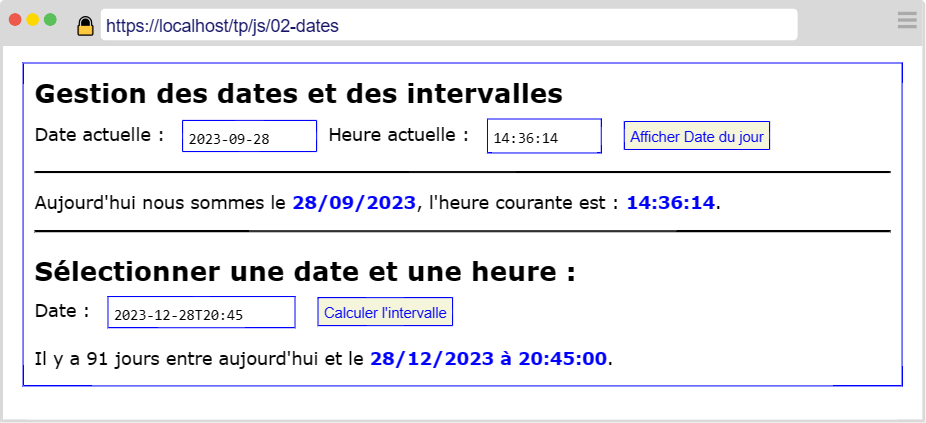 https://localhost/tp/js/02-dates
Gestion des dates et des intervalles
Date actuelle : 2023-09-28 Heure actuelle : 14:36:14 Afficher Date du jour
Aujourd'hui nous sommes le 28/09/2023, l'heure courante est : 14:36:14.
Sélectionner une date et une heure :
Date : 2023-12-28T20:45 Calculer l'intervalle
Il y a 91 jours entre aujourd'hui et le 28/12/2023 à 20:45:00.